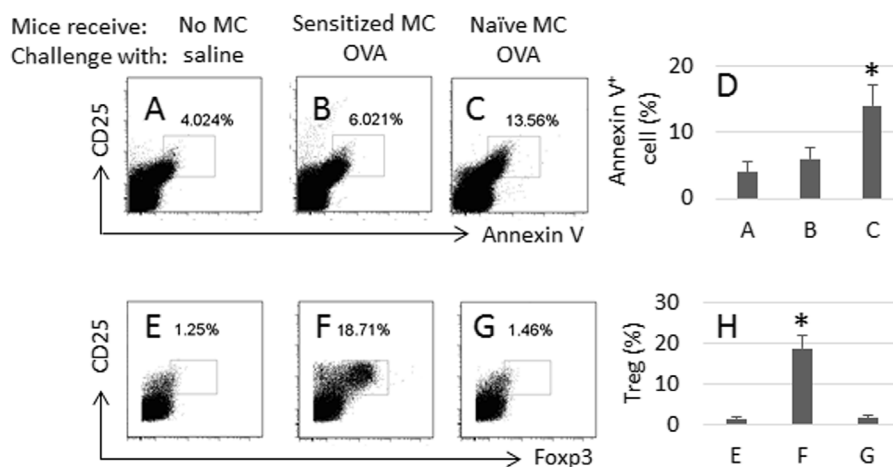 Mice receive: No MC Sensitized MC Naïve MC
Challenge with: saline OVA OVA
A 4.024%
B 6.021%
C 13.56%
CD25
Annexin V
Annexin V+
cell (%)
D
20
10
0
*
A B C
E 1.25%
F 18.71%
G 1.46%
CD25
Foxp3
Treg (%)
H
30
20
10
0
*
E F G